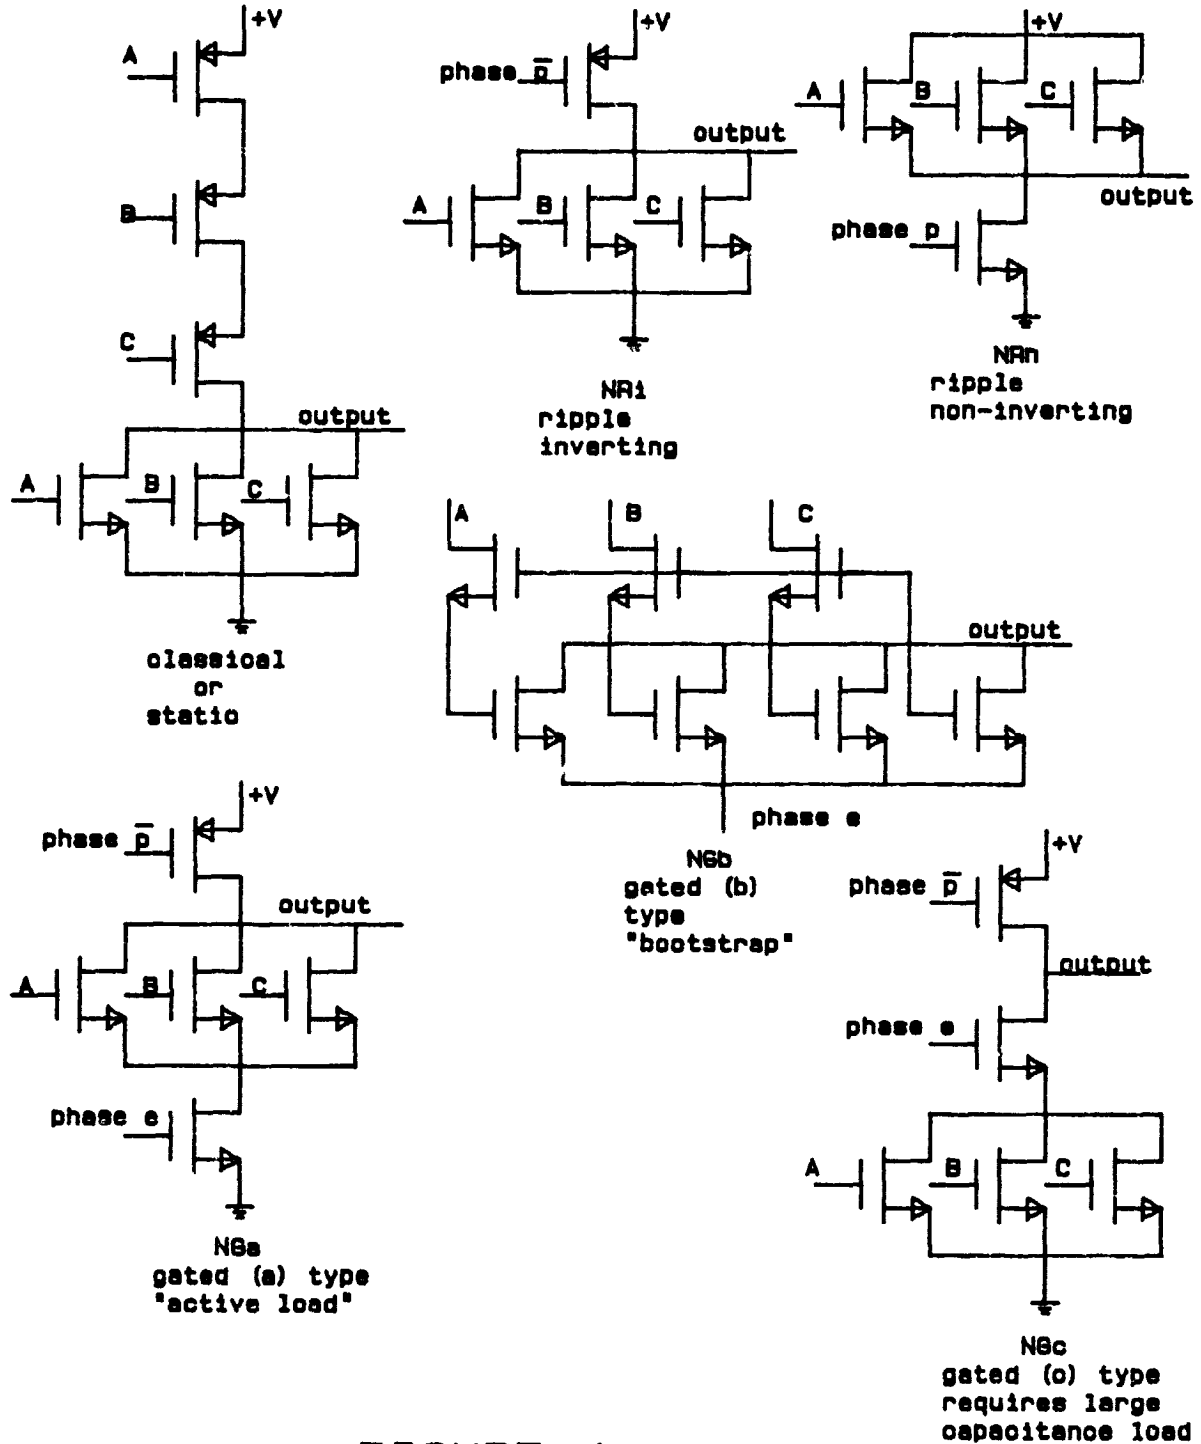 +V
A
B
C
output
A
B
C
classical
or
static
+V
phase p̅
output
A
B
C
NRi
ripple
inverting
+V
A
B
C
output
phase p
NRn
ripple
non-inverting
A
B
C
output
phase e
NGb
gated (b)
type
"bootstrap"
+V
phase p̅
output
A
B
C
phase e
NGa
gated (a) type
"active load"
+V
phase p̅
output
phase e
A
B
C
NGc
gated (c) type
requires large
capacitance load